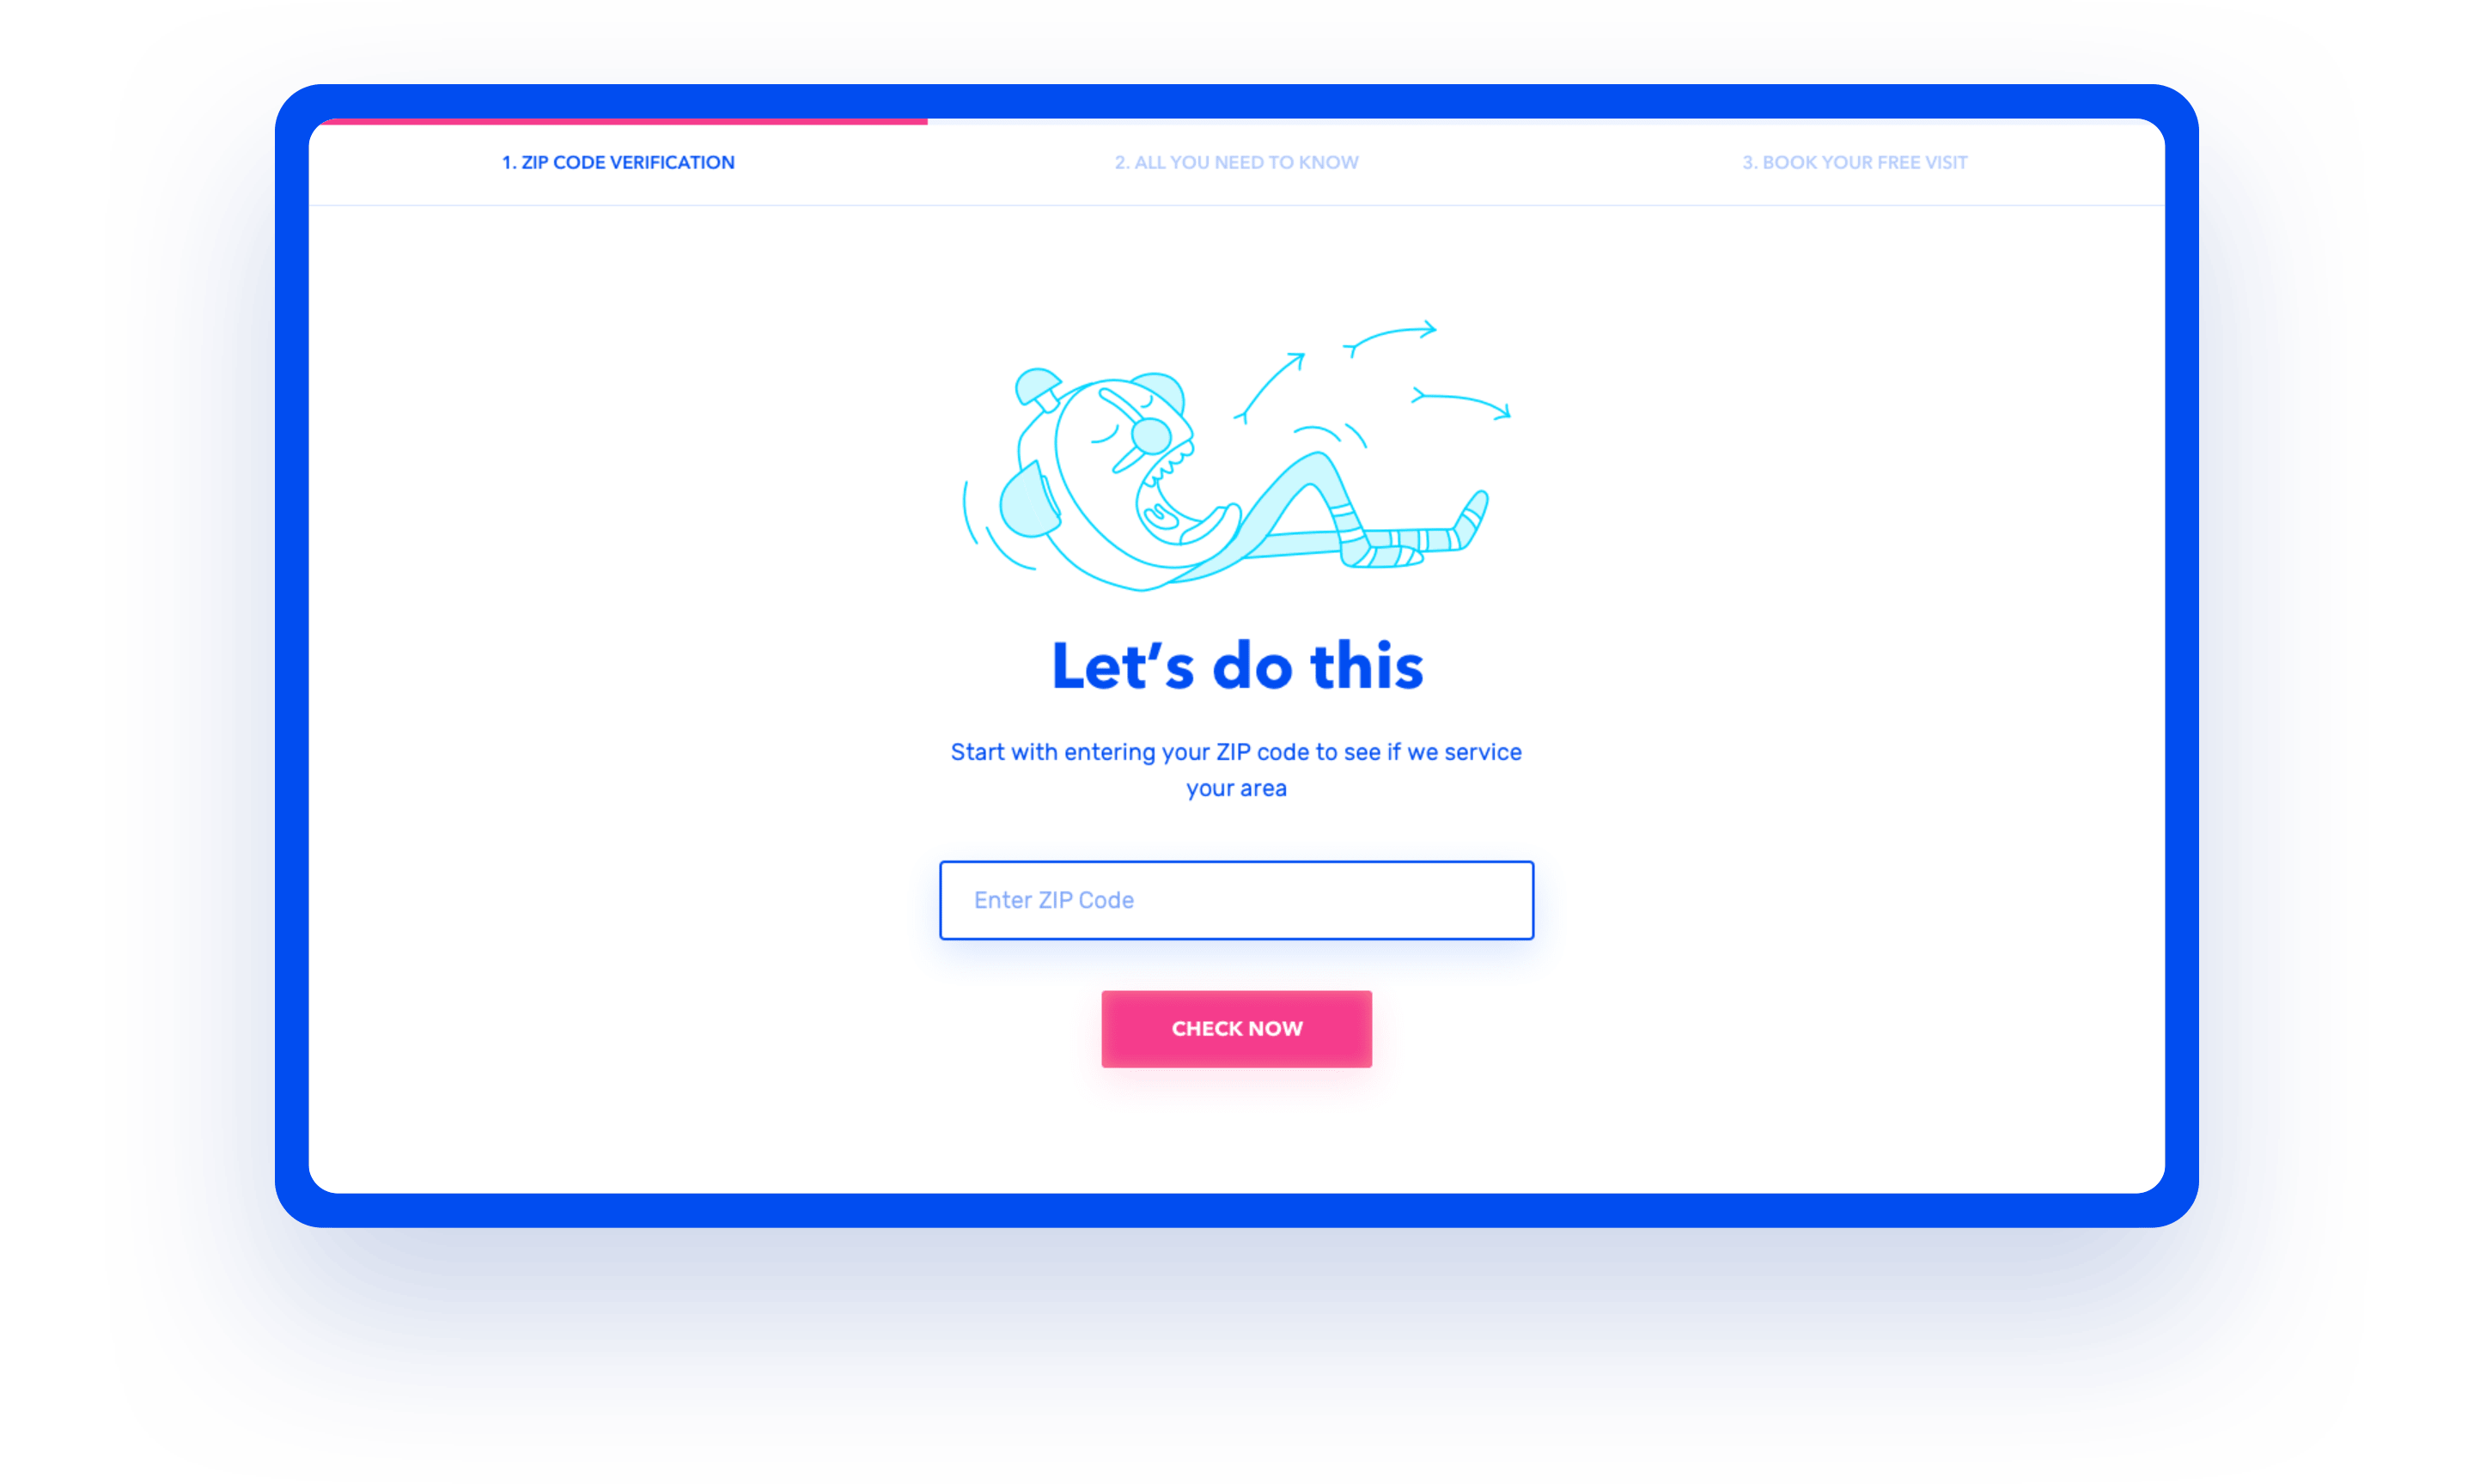 1. ZIP CODE VERIFICATION
2. ALL YOU NEED TO KNOW
3. BOOK YOUR FREE VISIT
Let’s do this
Start with entering your ZIP code to see if we service
your area
Enter ZIP Code
CHECK NOW